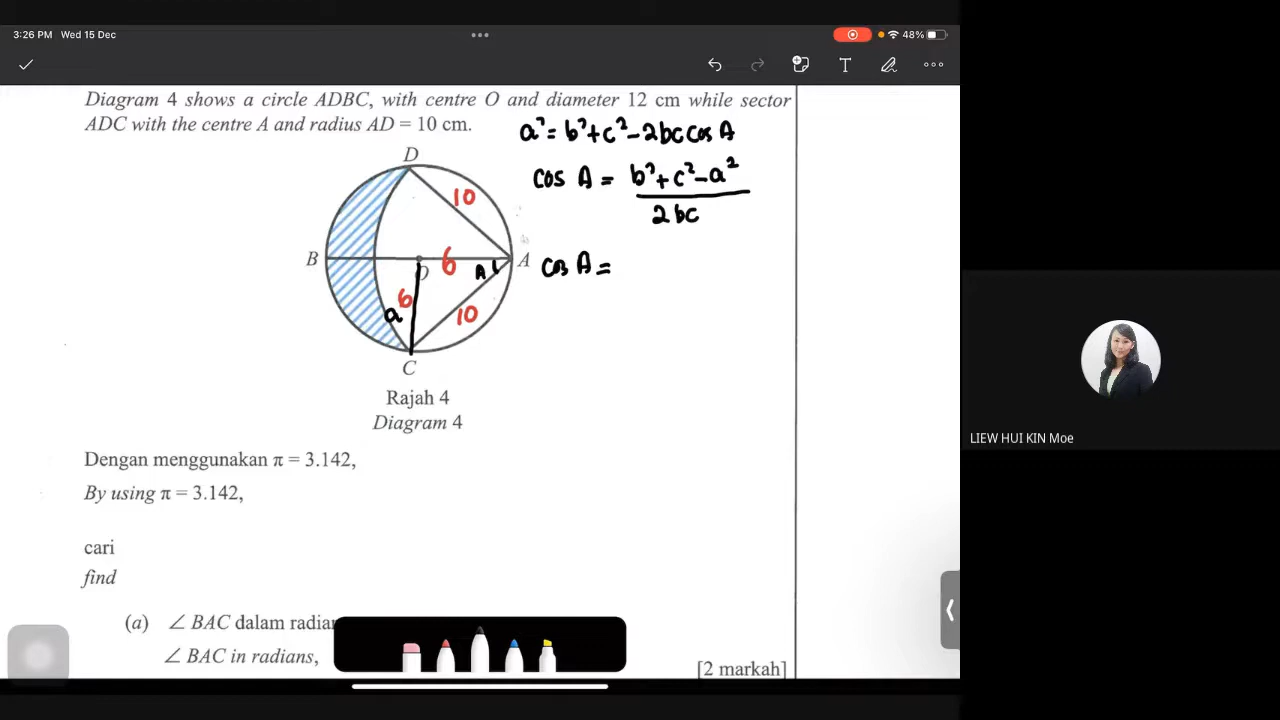 3:26 PM Wed 15 Dec
48%
T
Diagram 4 shows a circle ADBC, with centre O and diameter 12 cm while sector
ADC with the centre A and radius AD = 10 cm.
a² = b² + c² - 2bc cos A
cos A = b² + c² - a²
2bc
cos A =
D
10
B
O
6
A
A
6
a
10
C
Rajah 4
Diagram 4
Dengan menggunakan π = 3.142,
By using π = 3.142,
cari
find
(a) ∠ BAC dalam radian
∠ BAC in radians,
[2 markah]
LIEW HUI KIN Moe